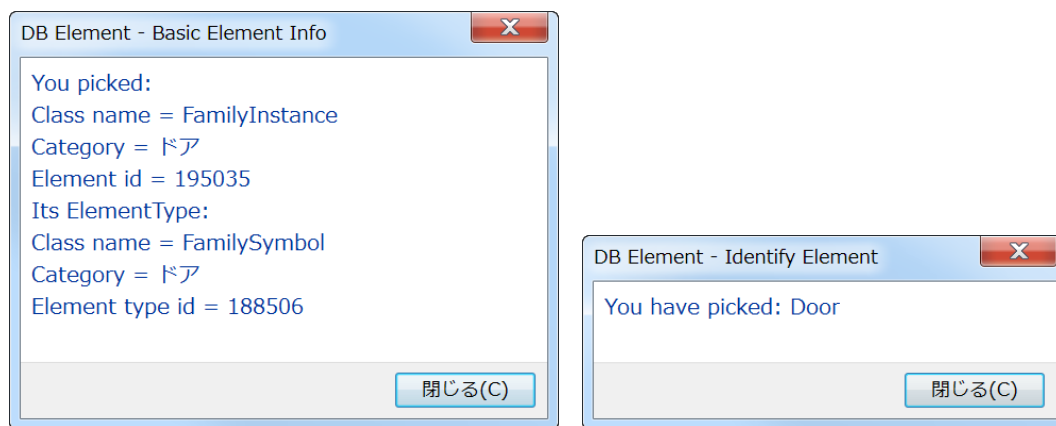 DB Element - Basic Element Info
You picked:
Class name = FamilyInstance
Category = ドア
Element id = 195035
Its ElementType:
Class name = FamilySymbol
Category = ドア
Element type id = 188506
閉じる(C)
DB Element - Identify Element
You have picked: Door
閉じる(C)